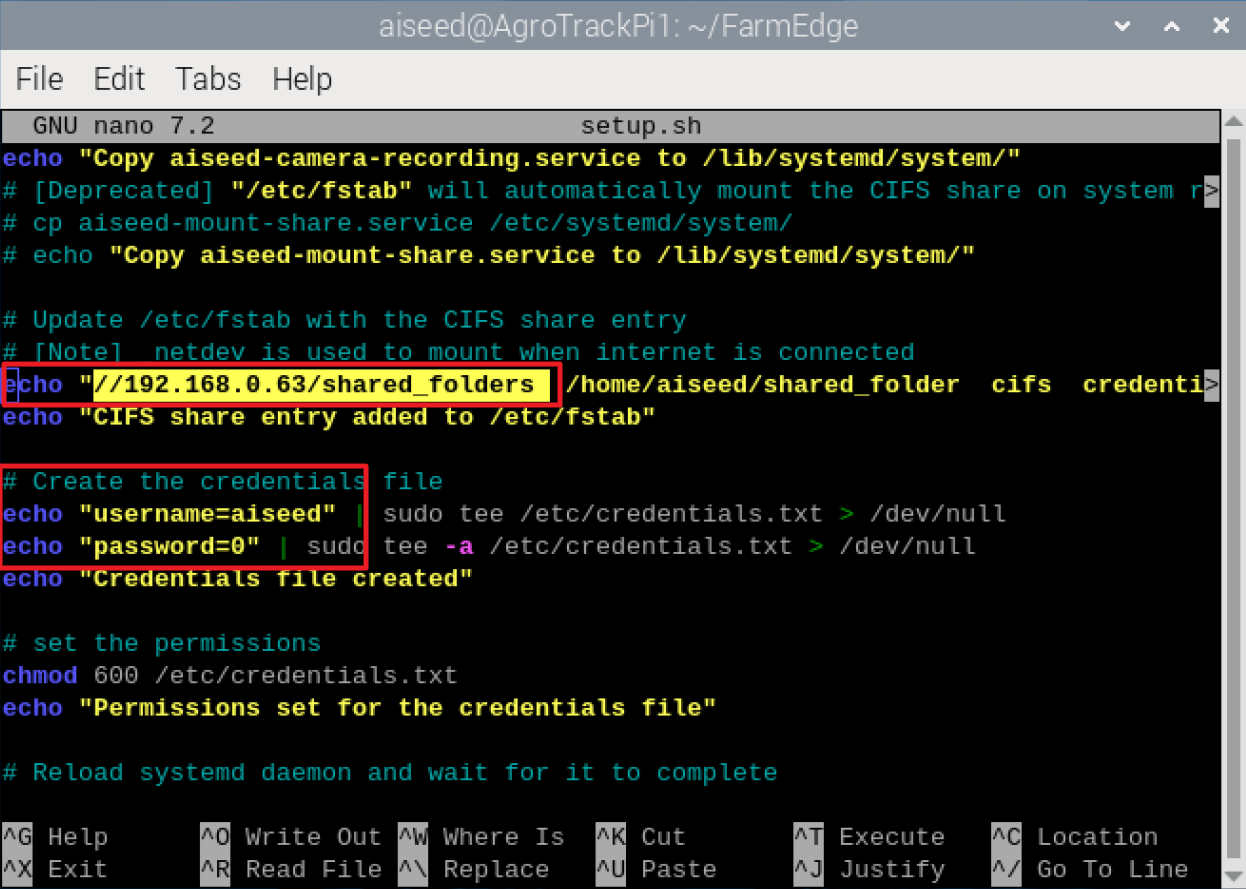 aiseed@AgroTrackPi1: ~/FarmEdge
File Edit Tabs Help
GNU nano 7.2 setup.sh
echo "Copy aiseed-camera-recording.service to /lib/systemd/system/"
# [Deprecated] "/etc/fstab" will automatically mount the CIFS share on system r>
# cp aiseed-mount-share.service /etc/systemd/system/
# echo "Copy aiseed-mount-share.service to /lib/systemd/system/"
# Update /etc/fstab with the CIFS share entry
# [Note] _netdev is used to mount when internet is connected
echo "//192.168.0.63/shared_folders /home/aiseed/shared_folder cifs credenti>
echo "CIFS share entry added to /etc/fstab"
# Create the credentials file
echo "username=aiseed" | sudo tee /etc/credentials.txt > /dev/null
echo "password=0" | sudo tee -a /etc/credentials.txt > /dev/null
echo "Credentials file created"
# set the permissions
chmod 600 /etc/credentials.txt
echo "Permissions set for the credentials file"
# Reload systemd daemon and wait for it to complete
^G Help ^O Write Out ^W Where Is ^K Cut ^T Execute ^C Location
^X Exit ^R Read File ^\ Replace ^U Paste ^J Justify ^/ Go To Line